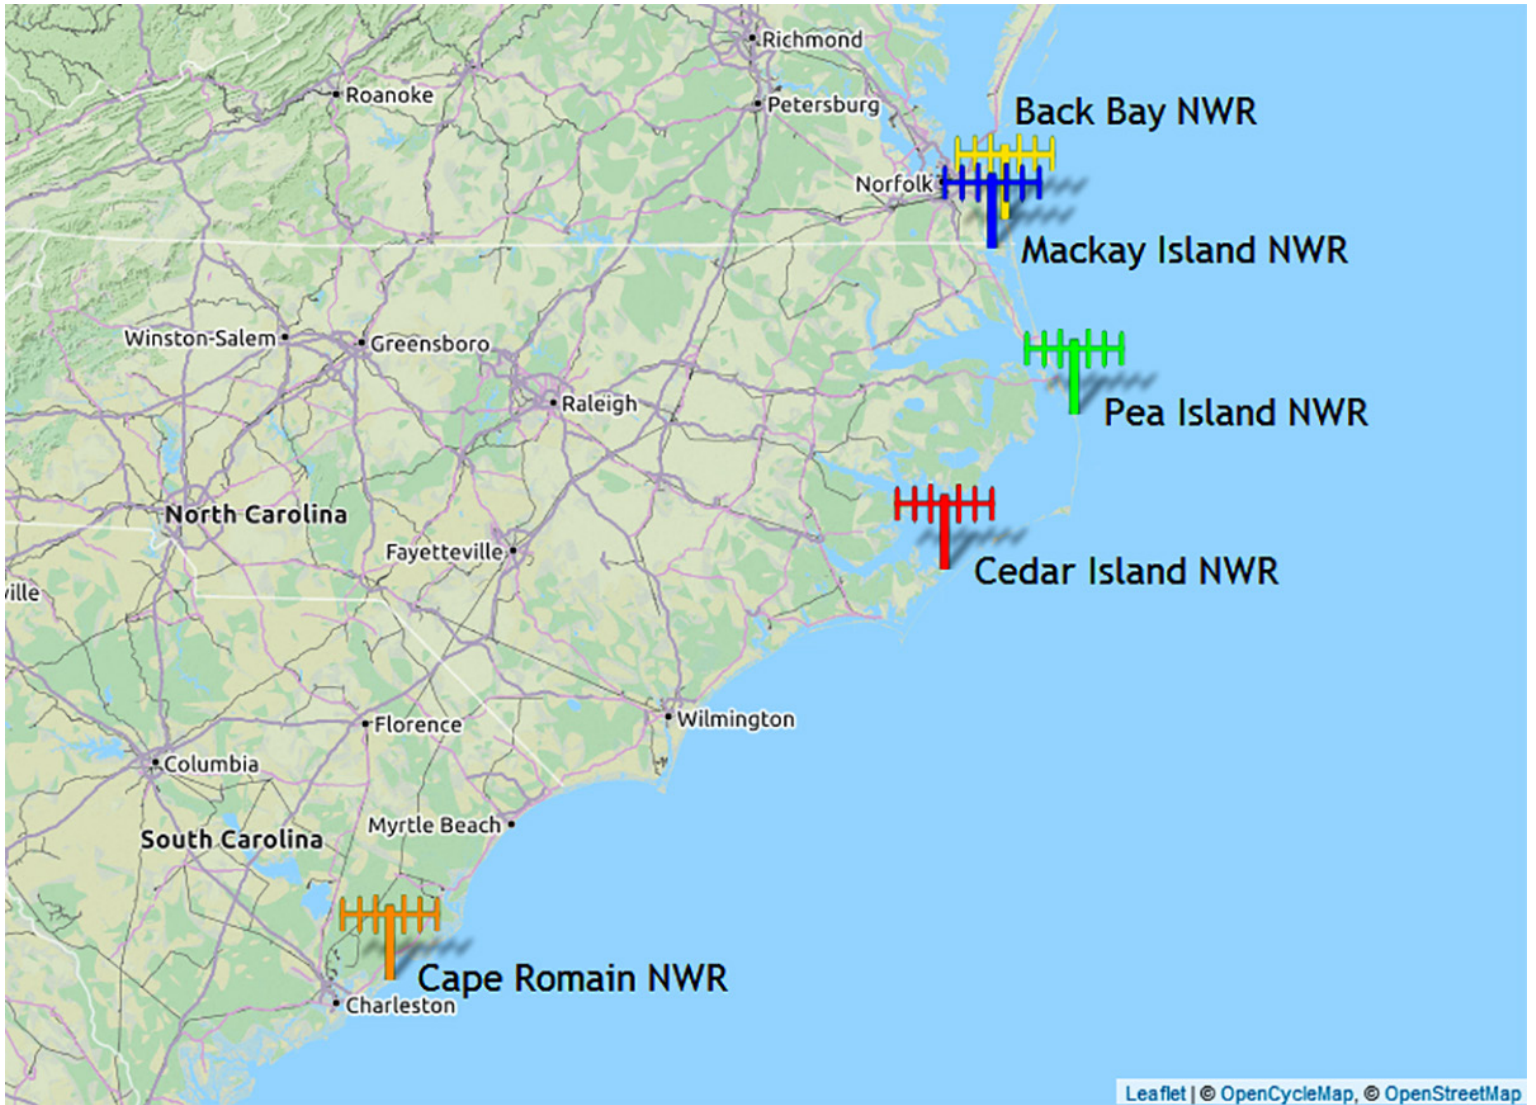 Richmond
Roanoke
Petersburg
Back Bay NWR
Norfolk
Mackay Island NWR
Winston-Salem
Greensboro
Raleigh
Pea Island NWR
North Carolina
Fayetteville
Cedar Island NWR
ville
Florence
Wilmington
Columbia
Myrtle Beach
South Carolina
Cape Romain NWR
Charleston
Leaflet | © OpenCycleMap, © OpenStreetMap